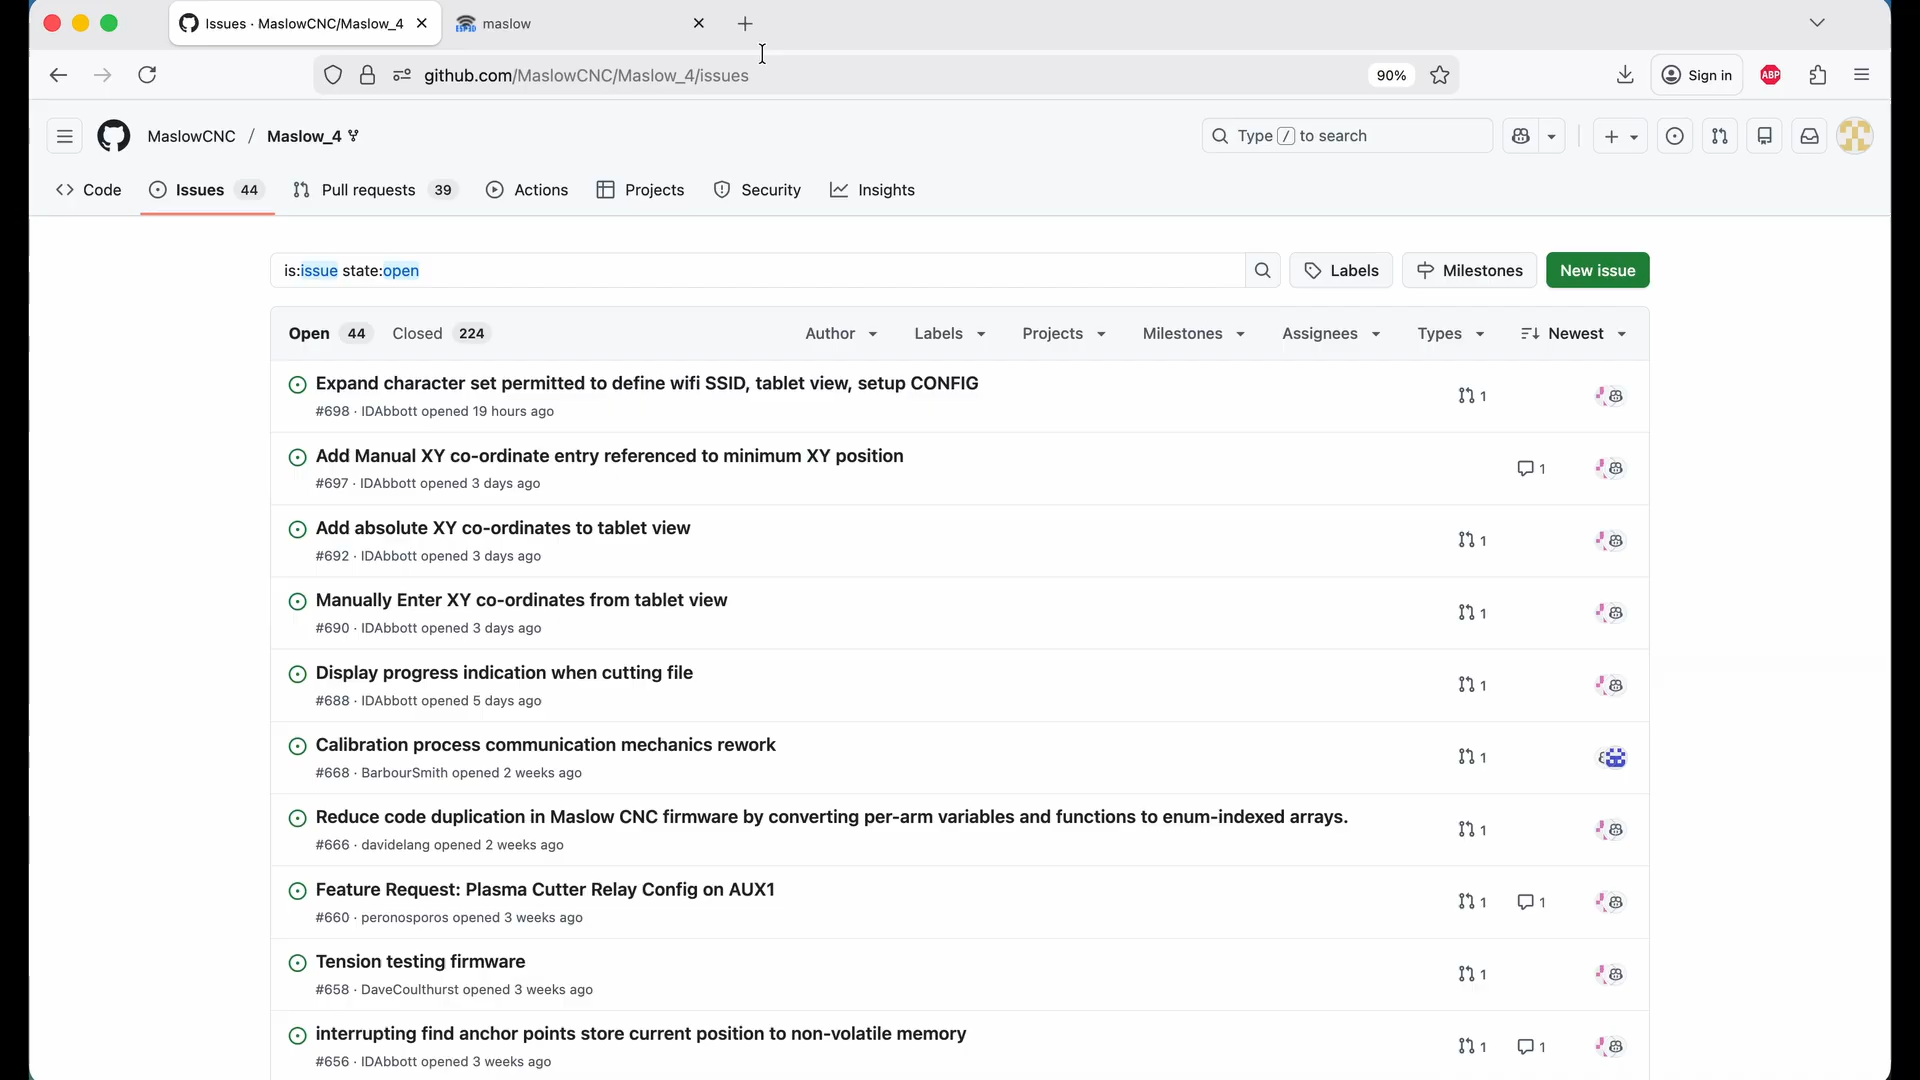 Issues · MaslowCNC/Maslow_4
maslow
github.com/MaslowCNC/Maslow_4/issues
90%
Sign in
ABP
MaslowCNC / Maslow_4
Type / to search
Code
Issues 44
Pull requests 39
Actions
Projects
Security
Insights
is:issue state:open
Labels
Milestones
New issue
Open 44
Closed 224
Author
Labels
Projects
Milestones
Assignees
Types
Newest
Expand character set permitted to define wifi SSID, tablet view, setup CONFIG
1
#698 · IDAbbott opened 19 hours ago
Add Manual XY co-ordinate entry referenced to minimum XY position
1
#697 · IDAbbott opened 3 days ago
Add absolute XY co-ordinates to tablet view
1
#692 · IDAbbott opened 3 days ago
Manually Enter XY co-ordinates from tablet view
1
#690 · IDAbbott opened 3 days ago
Display progress indication when cutting file
1
#688 · IDAbbott opened 5 days ago
Calibration process communication mechanics rework
1
#668 · BarbourSmith opened 2 weeks ago
Reduce code duplication in Maslow CNC firmware by converting per-arm variables and functions to enum-indexed arrays.
1
#666 · davidelang opened 2 weeks ago
Feature Request: Plasma Cutter Relay Config on AUX1
1 1
#660 · peronosporos opened 3 weeks ago
Tension testing firmware
1
#658 · DaveCoulthurst opened 3 weeks ago
interrupting find anchor points store current position to non-volatile memory
1 1
#656 · IDAbbott opened 3 weeks ago